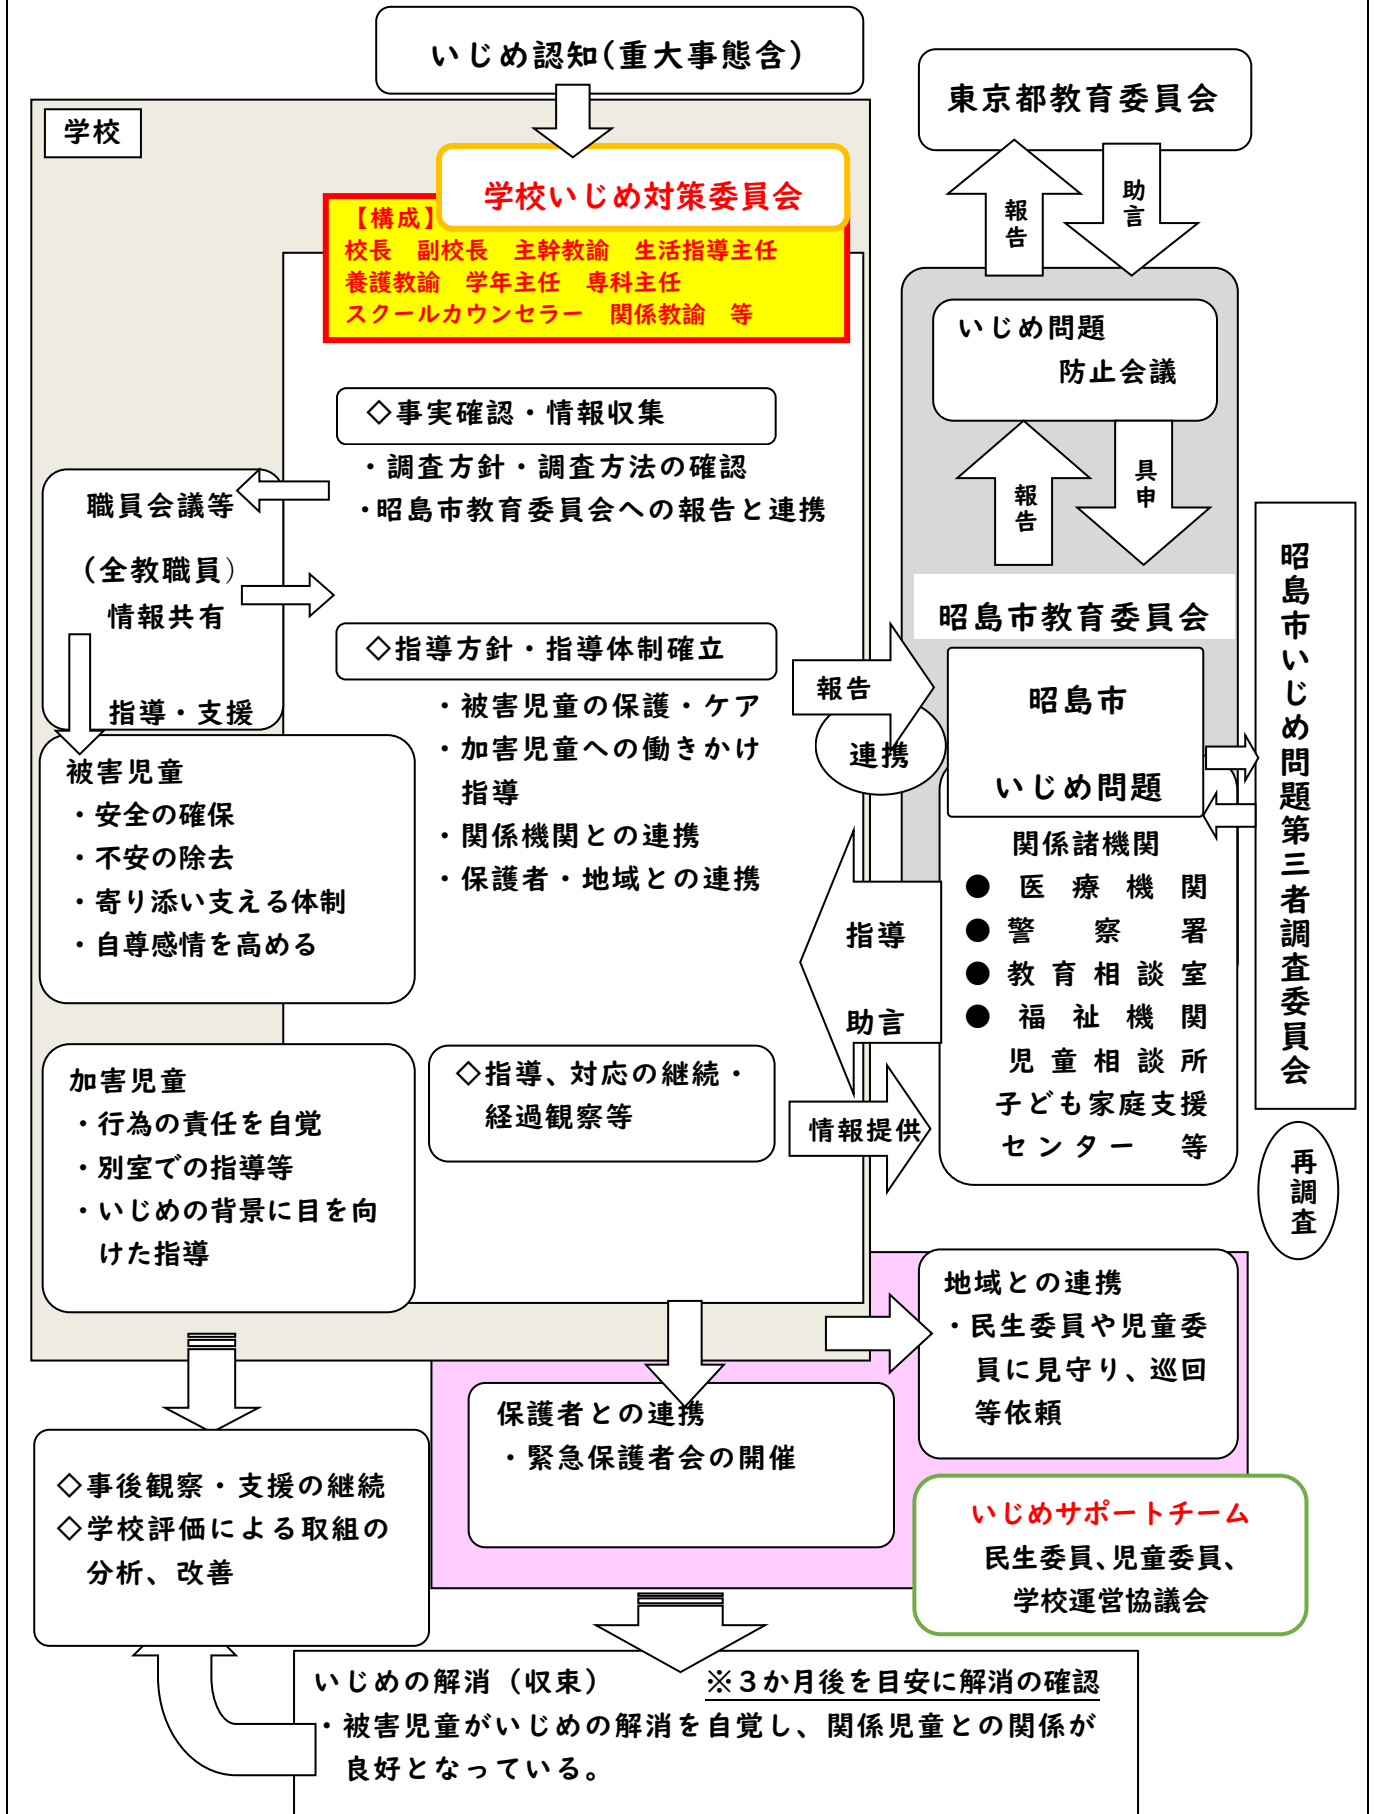 いじめ認知(重大事態含)
東京都教育委員会
学校
学校いじめ対策委員会
【構成】
校長　副校長　主幹教諭　生活指導主任
養護教諭　学年主任　専科主任
スクールカウンセラー　関係教諭　等
報告
助言
いじめ問題
防止会議
◇事実確認・情報収集
・調査方針・調査方法の確認
・昭島市教育委員会への報告と連携
職員会議等
(全教職員)
情報共有
指導・支援
報告
具申
昭島市教育委員会
◇指導方針・指導体制確立
・被害児童の保護・ケア
・加害児童への働きかけ
指導
・関係機関との連携
・保護者・地域との連携
報告
連携
昭島市
いじめ問題
昭島市いじめ問題第三者調査委員会
被害児童
・安全の確保
・不安の除去
・寄り添い支える体制
・自尊感情を高める
関係諸機関
●　医療機関
●　警察署
●　教育相談室
●　福祉機関
児童相談所
子ども家庭支援
センター　等
指導
助言
加害児童
・行為の責任を自覚
・別室での指導等
・いじめの背景に目を向
けた指導
◇指導、対応の継続・
経過観察等
情報提供
再調査
地域との連携
・民生委員や児童委
員に見守り、巡回
等依頼
保護者との連携
・緊急保護者会の開催
◇事後観察・支援の継続
◇学校評価による取組の
分析、改善
いじめサポートチーム
民生委員、児童委員、
学校運営協議会
いじめの解消（収束）　※３か月後を目安に解消の確認
・被害児童がいじめの解消を自覚し、関係児童との関係が
良好となっている。